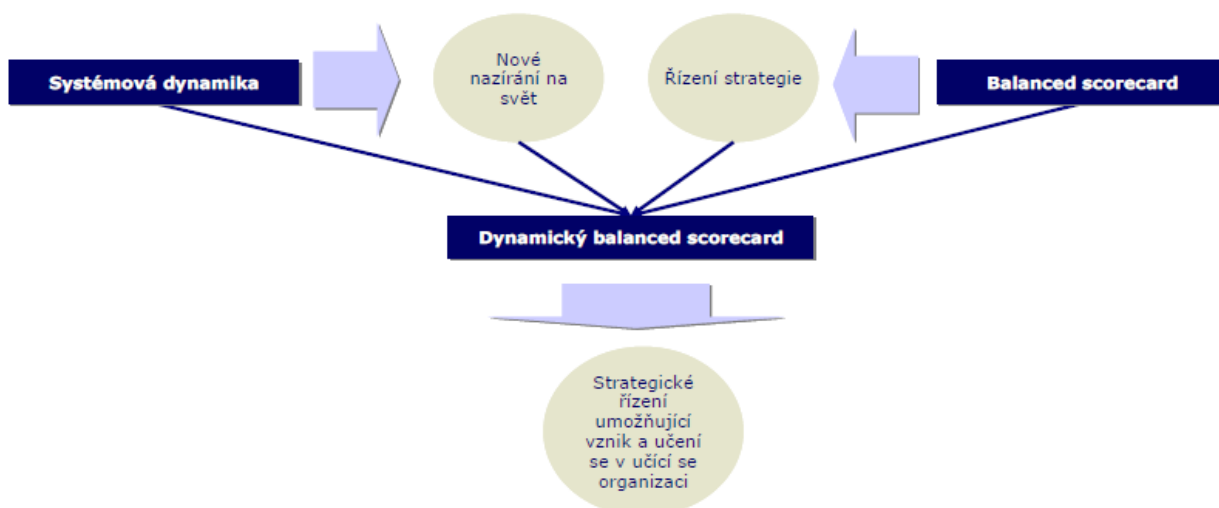 Systémová dynamika
Nové
nazírání na
svět
Řízení strategie
Balanced scorecard
Dynamický balanced scorecard
Strategické
řízení
umožňující
vznik a učení
se v učící se
organizaci